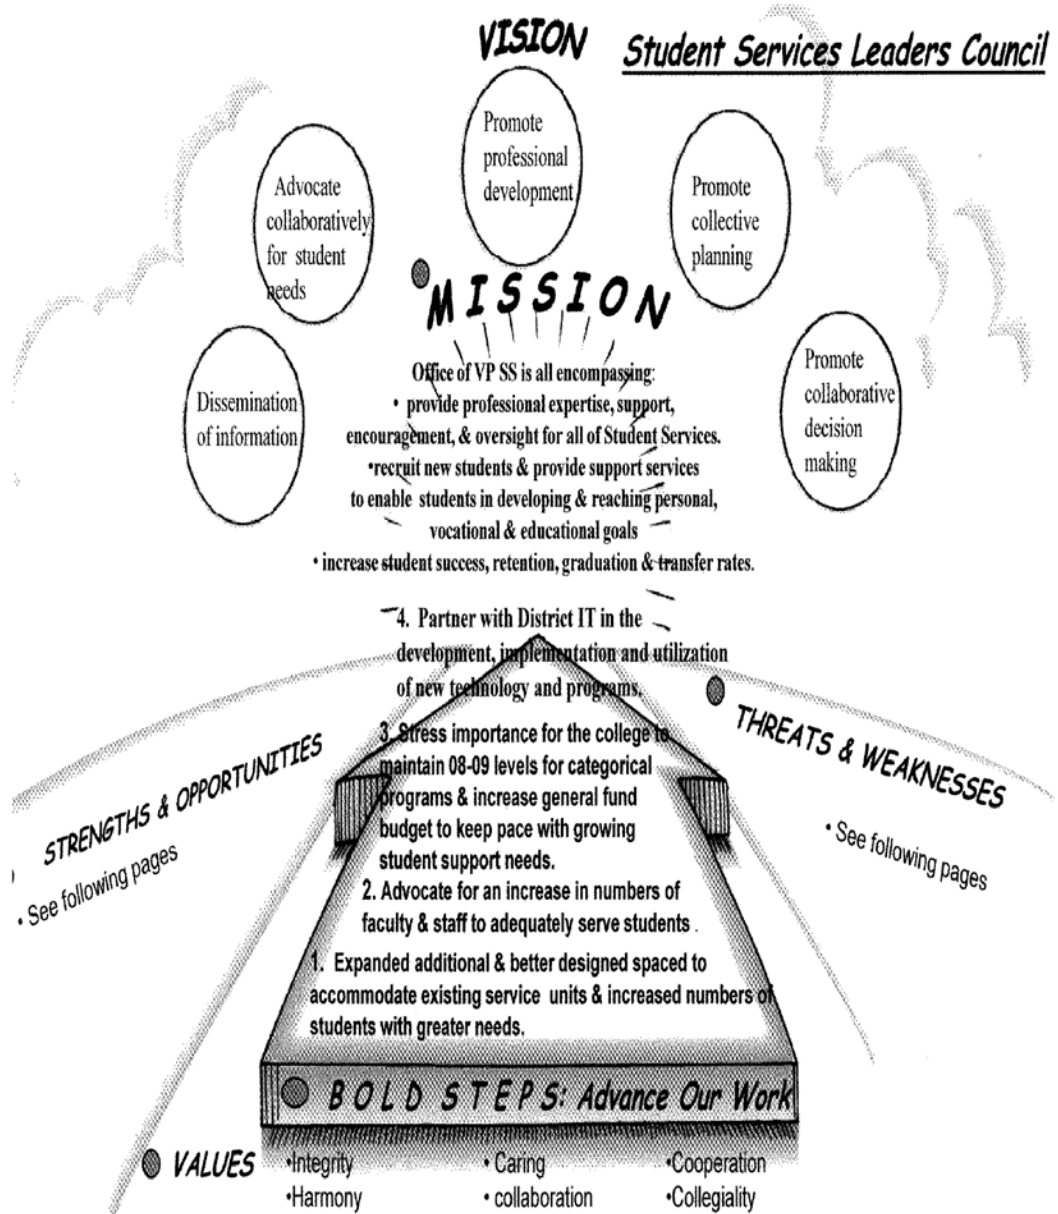 VISION
Student Services Leaders Council
Promote
professional
development
Advocate
collaboratively
for student
needs
Promote
collective
planning
Dissemination
of information
Promote
collaborative
decision
making
MISSION
Office of VP SS is all encompassing:
• provide professional expertise, support,
encouragement, & oversight for all of Student Services.
•recruit new students & provide support services
to enable students in developing & reaching personal,
vocational & educational goals
• increase student success, retention, graduation & transfer rates.
4. Partner with District IT in the
development, implementation and utilization
of new technology and programs.
3. Stress importance for the college to
maintain 08-09 levels for categorical
programs & increase general fund
budget to keep pace with growing
student support needs.
2. Advocate for an increase in numbers of
faculty & staff to adequately serve students .
1. Expanded additional & better designed spaced to
accommodate existing service units & increased numbers of
students with greater needs.
STRENGTHS & OPPORTUNITIES
• See following pages
THREATS & WEAKNESSES
• See following pages
BOLD STEPS: Advance Our Work
VALUES
•Integrity
•Harmony
• Caring
• collaboration
•Cooperation
•Collegiality